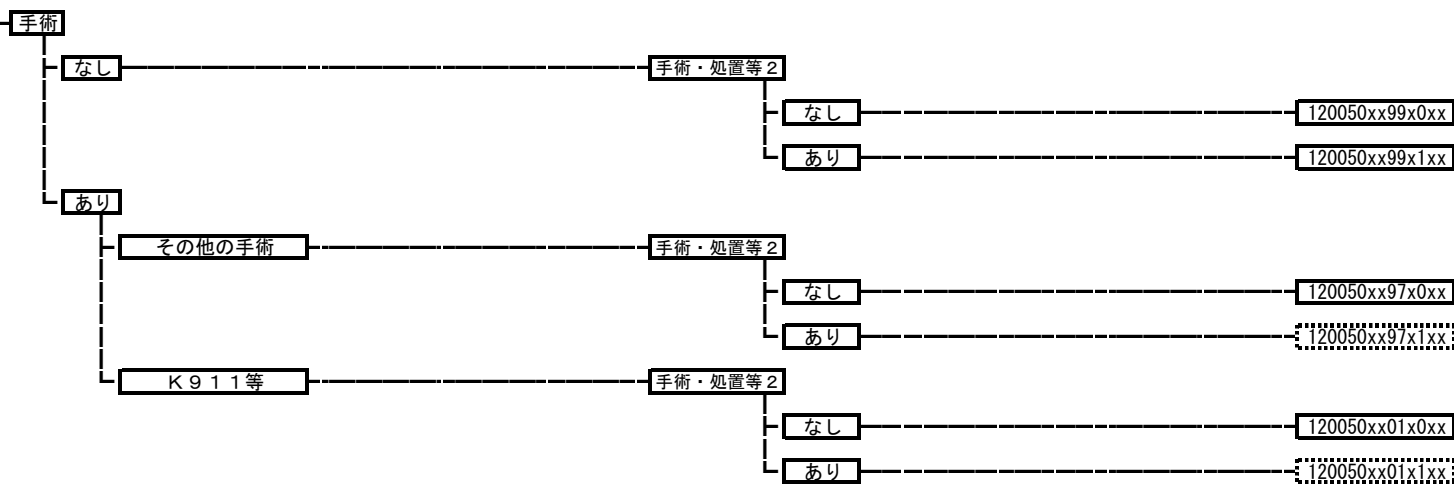 手術
なし 手術・処置等２
なし 120050xx99x0xx
あり 120050xx99x1xx
あり
その他の手術 手術・処置等２
なし 120050xx97x0xx
あり 120050xx97x1xx
Ｋ９１１等 手術・処置等２
なし 120050xx01x0xx
あり 120050xx01x1xx